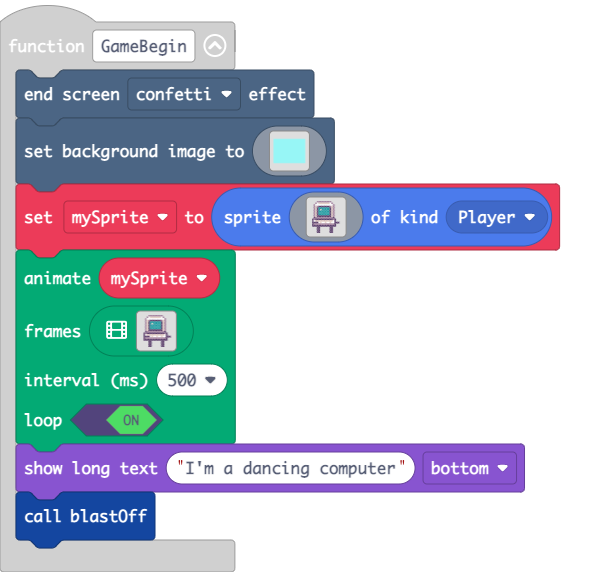 function GameBegin
end screen confetti effect
set background image to
set mySprite to sprite of kind Player
animate mySprite
frames
interval (ms) 500
loop ON
show long text "I'm a dancing computer" bottom
call blastOff